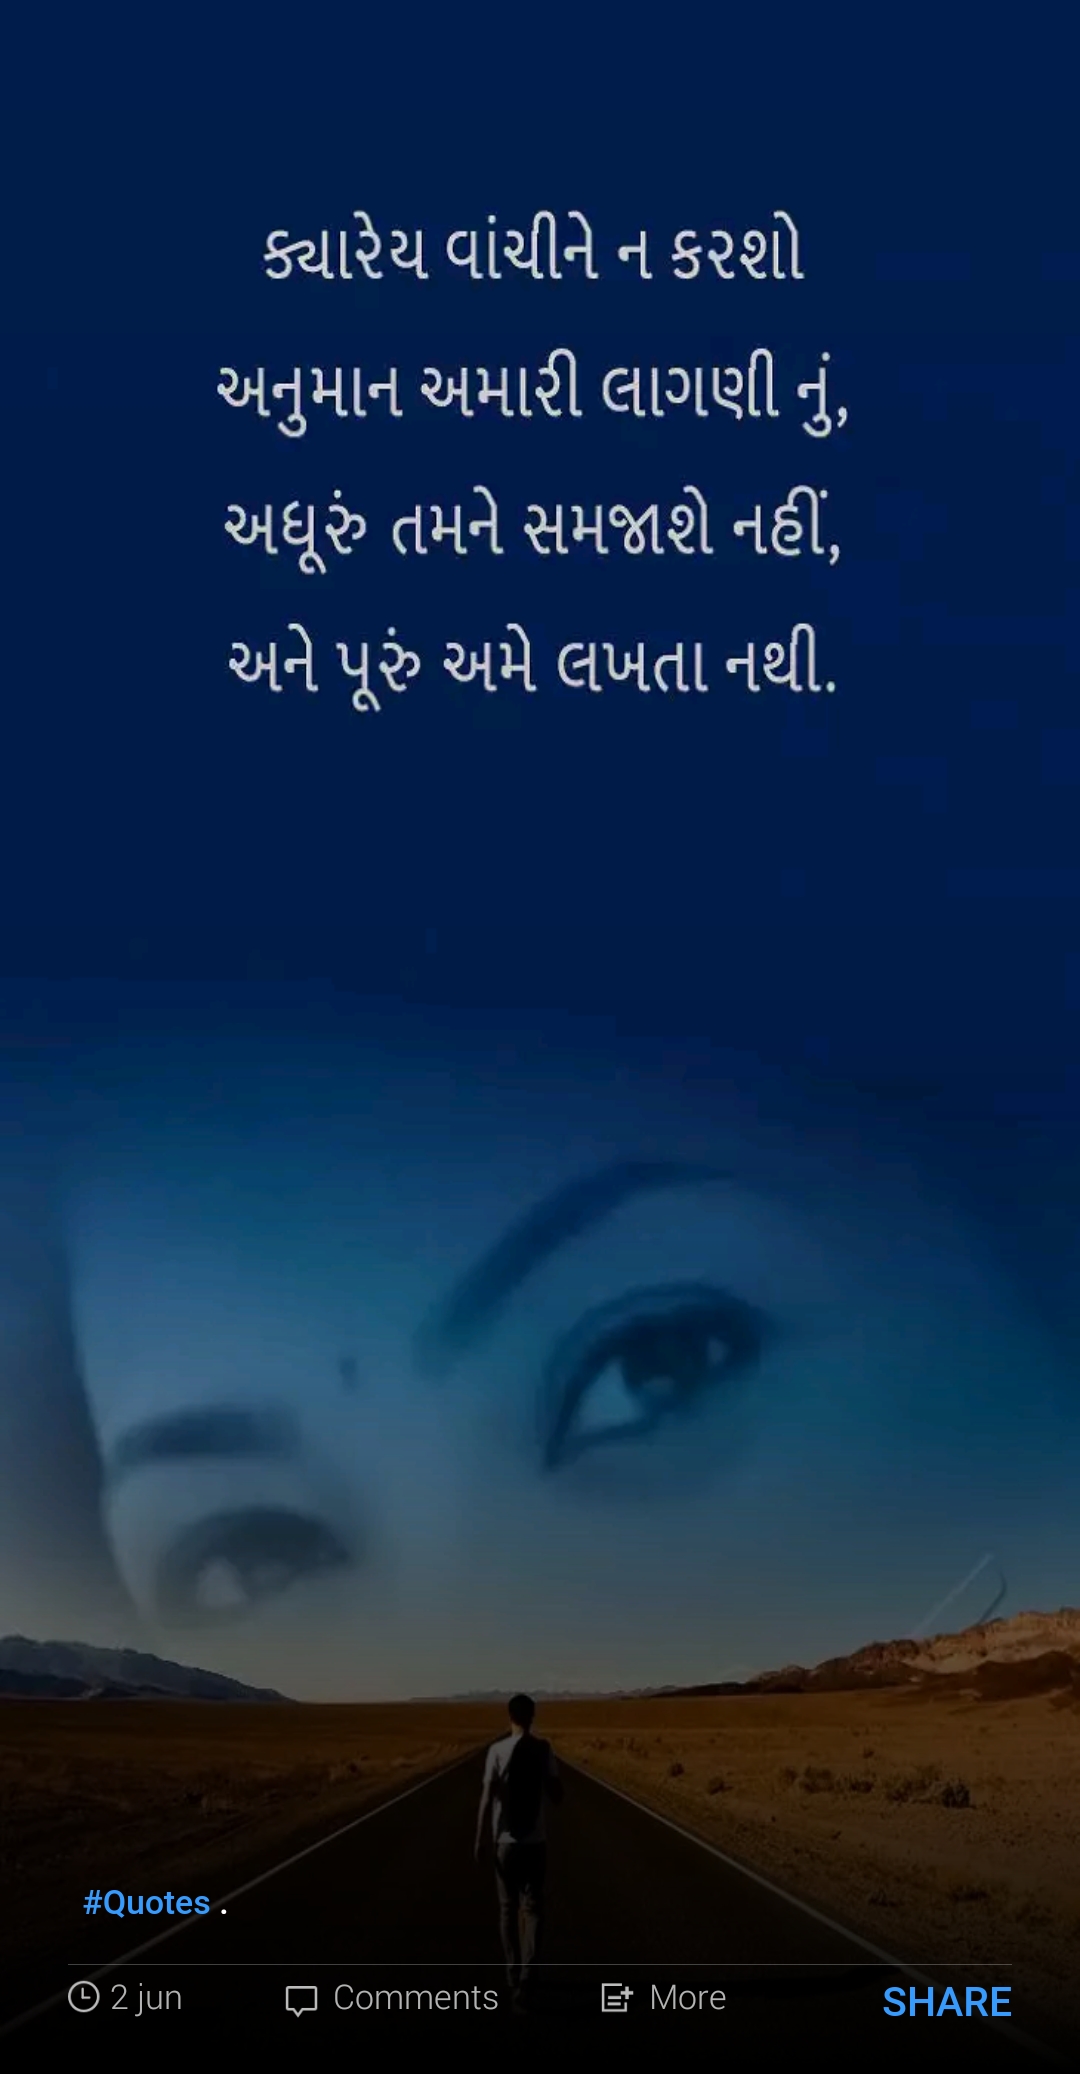 ક્યારેય વાંચીને ન કરશો
અનુમાન અમારી લાગણી નું,
અધૂરું તમને સમજાશે નહીં,
અને પૂરું અમે લખતા નથી.
#Quotes .
2 jun Comments More SHARE